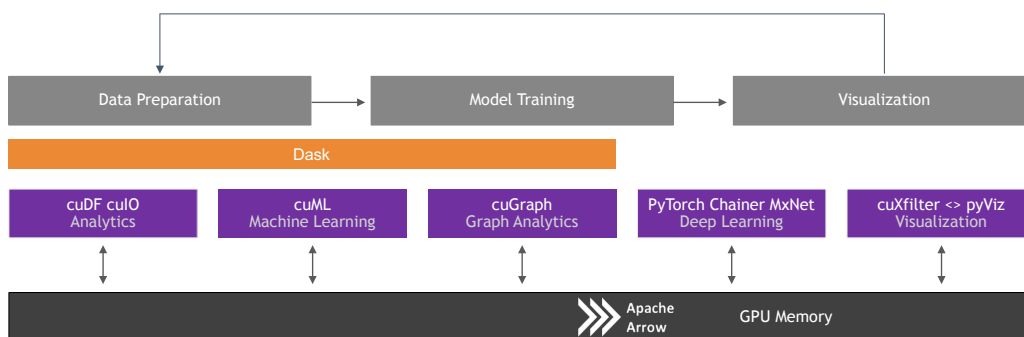 Data Preparation
Model Training
Visualization
Dask
cuDF cuIO
Analytics
cuML
Machine Learning
cuGraph
Graph Analytics
PyTorch Chainer MxNet
Deep Learning
cuXfilter <> pyViz
Visualization
Apache
Arrow
GPU Memory